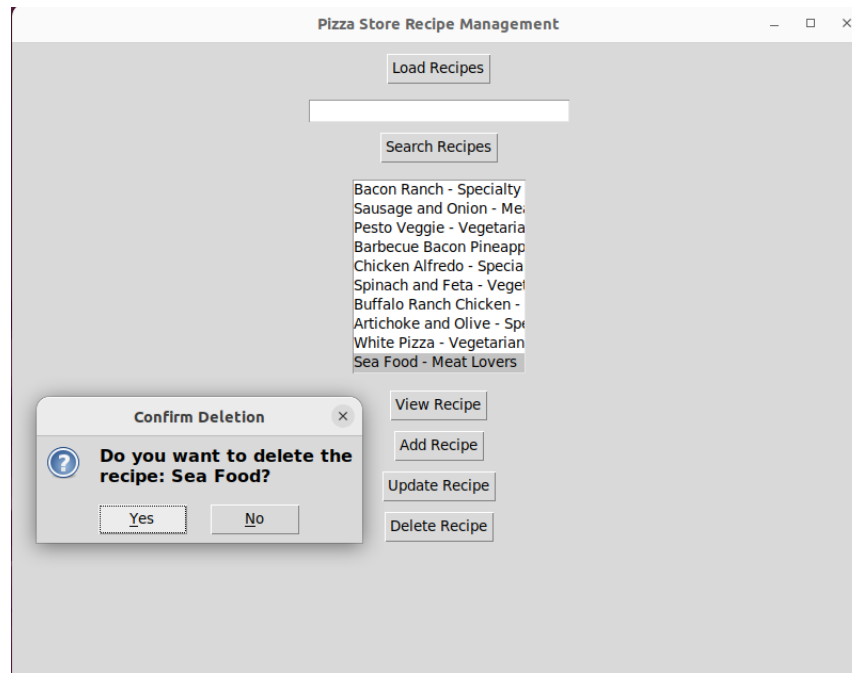 Pizza Store Recipe Management
Load Recipes
Search Recipes
Bacon Ranch - Specialty
Sausage and Onion - Mea
Pesto Veggie - Vegetaria
Barbecue Bacon Pineapp
Chicken Alfredo - Specia
Spinach and Feta - Veget
Buffalo Ranch Chicken -
Artichoke and Olive - Spe
White Pizza - Vegetarian
Sea Food - Meat Lovers
View Recipe
Add Recipe
Update Recipe
Delete Recipe
Confirm Deletion
Do you want to delete the
recipe: Sea Food?
Yes No